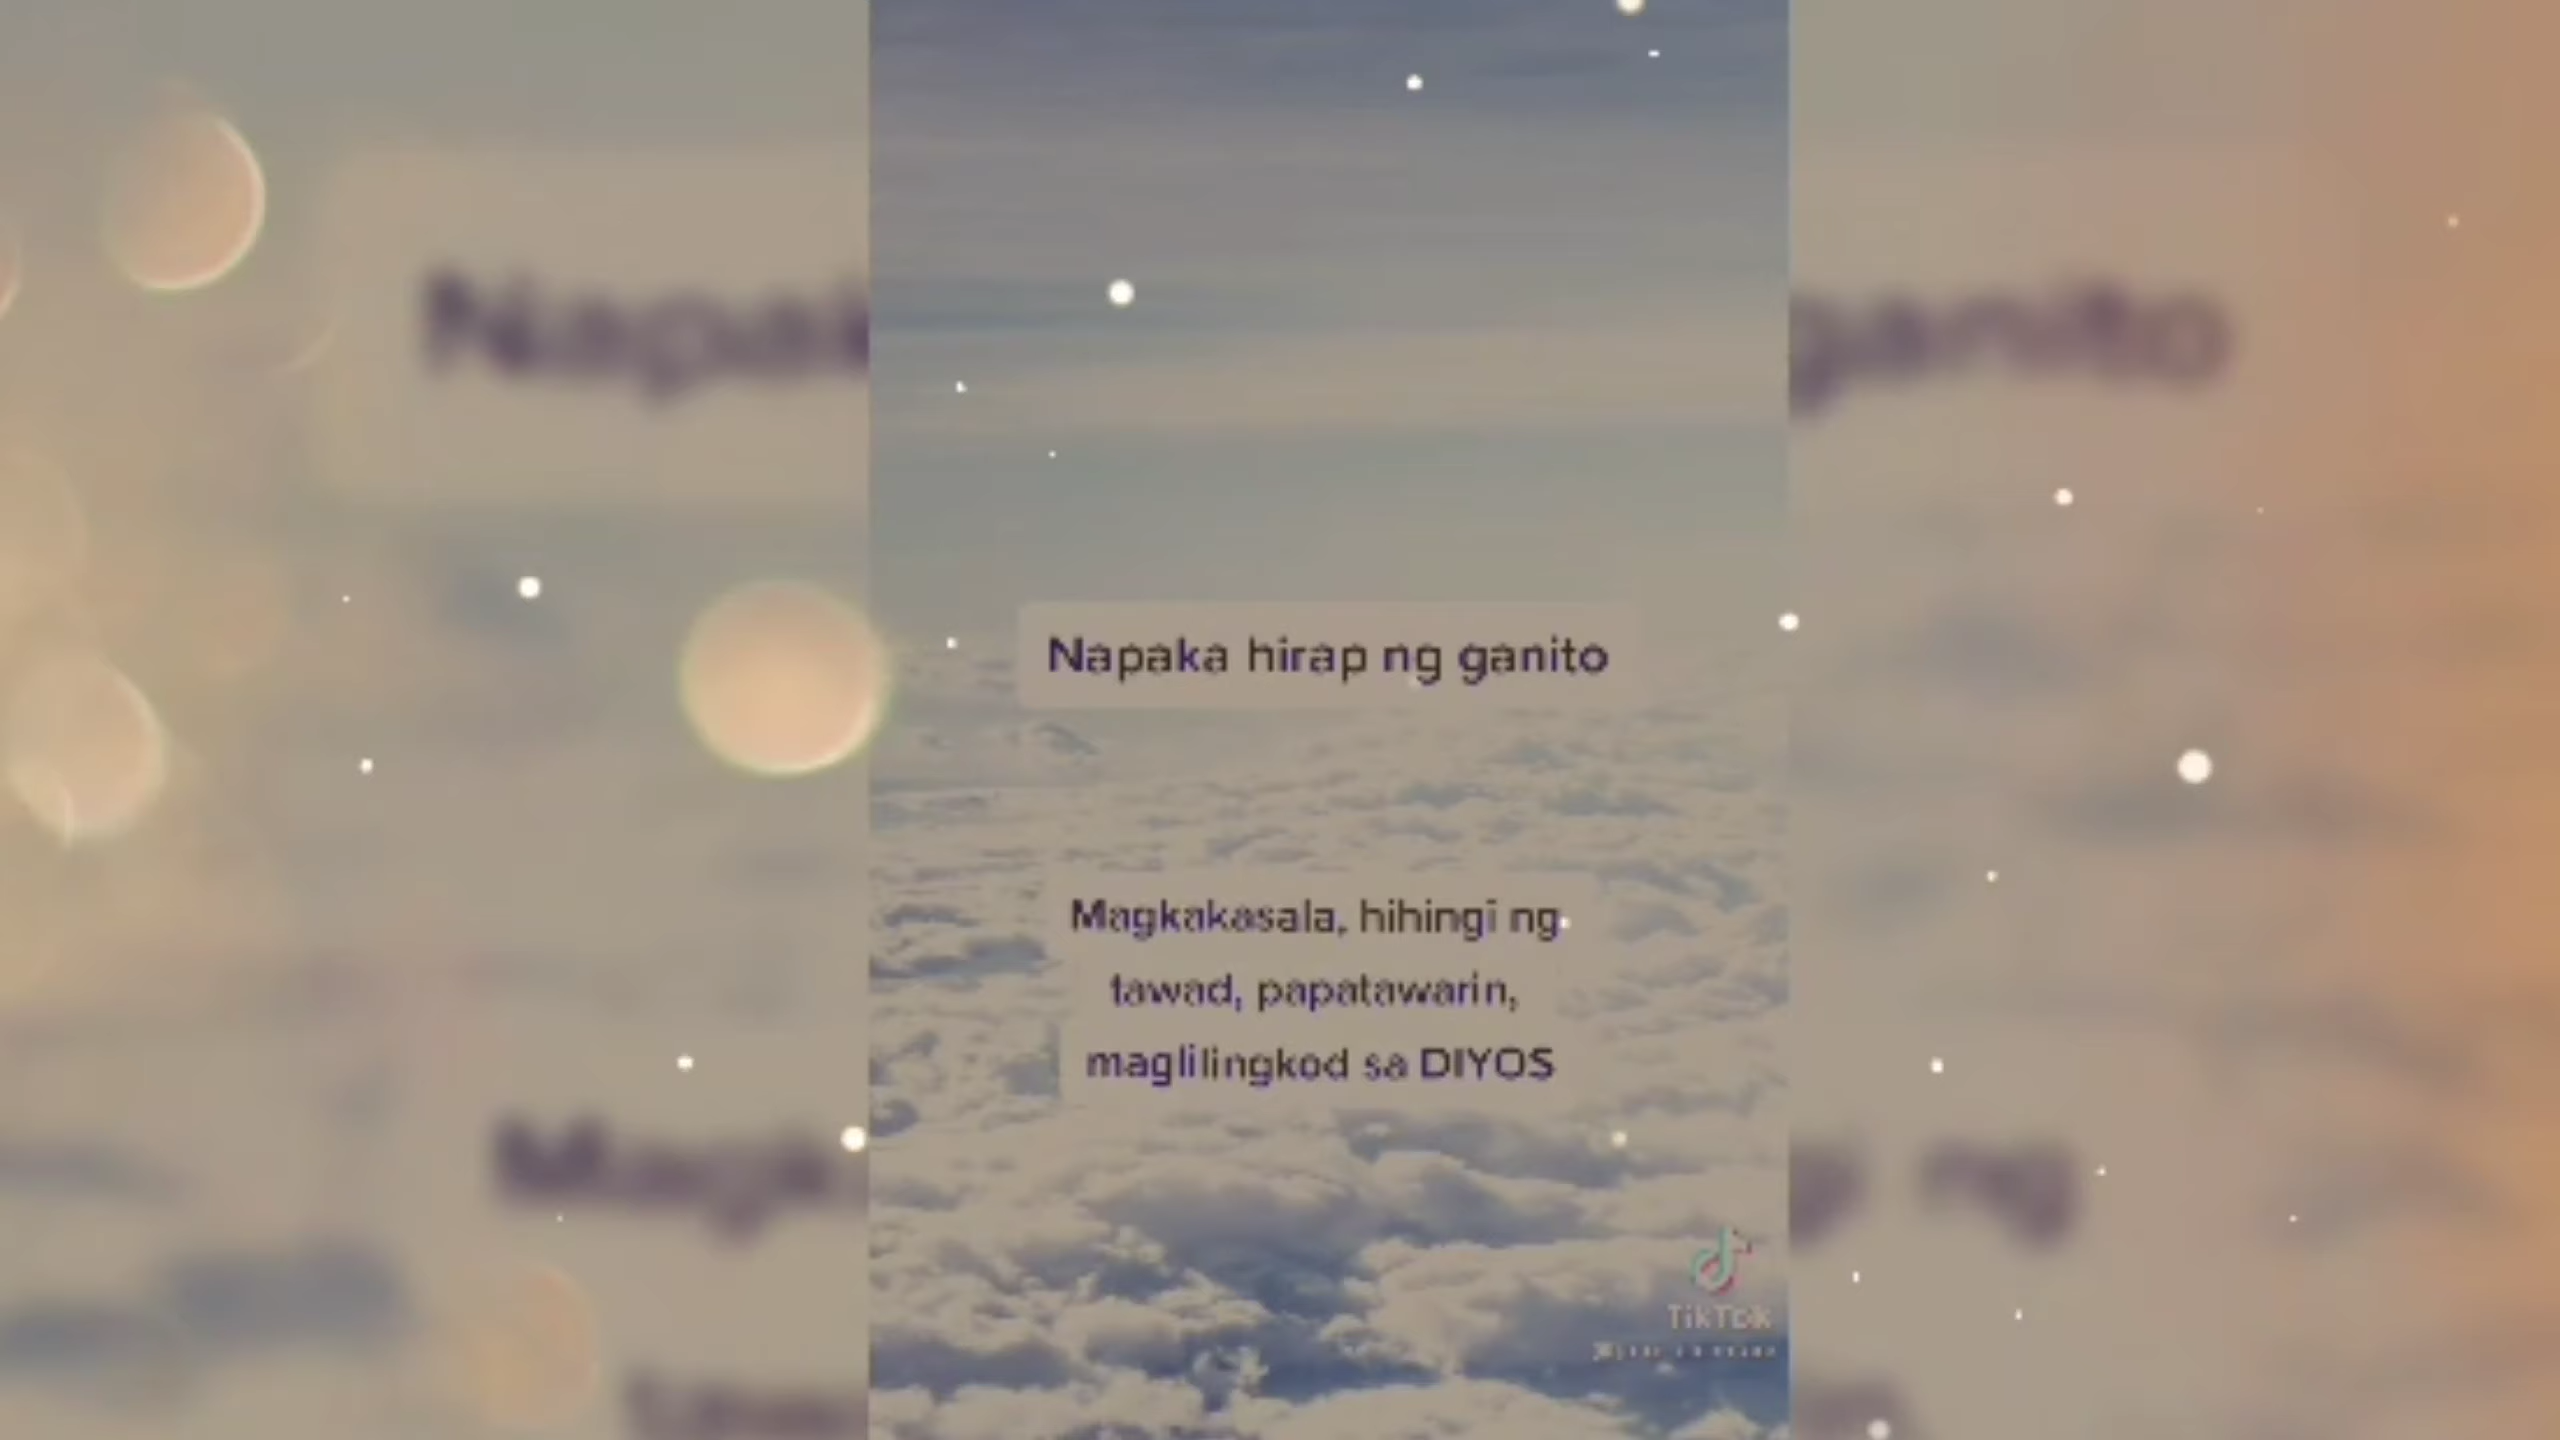 Napaka hirap ng ganito
Magkakasala, hihingi ng
tawad, papatawarin,
maglilingkod sa DIYOS
TikTok